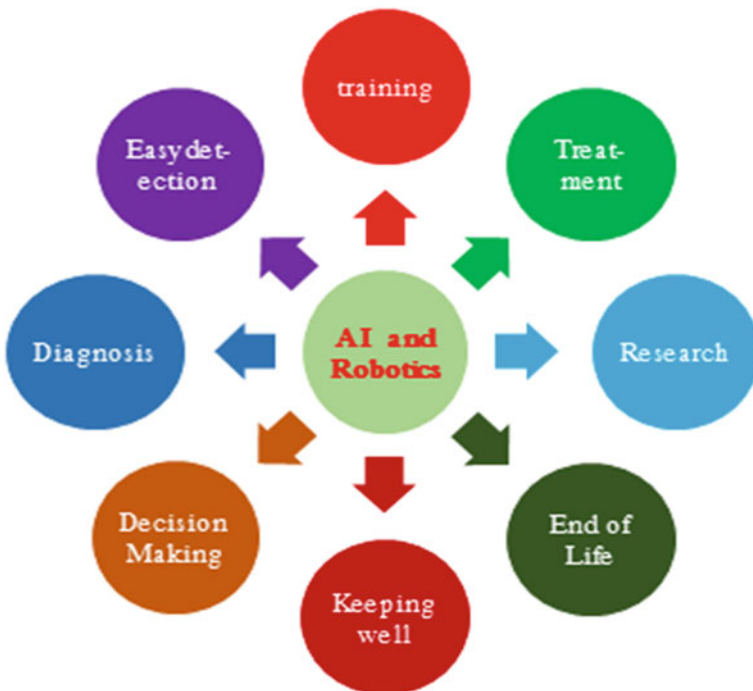 training
Easydet-
ection
Treat-
ment
Diagnosis
AI and
Robotics
Research
Decision
Making
End of
Life
Keeping
well